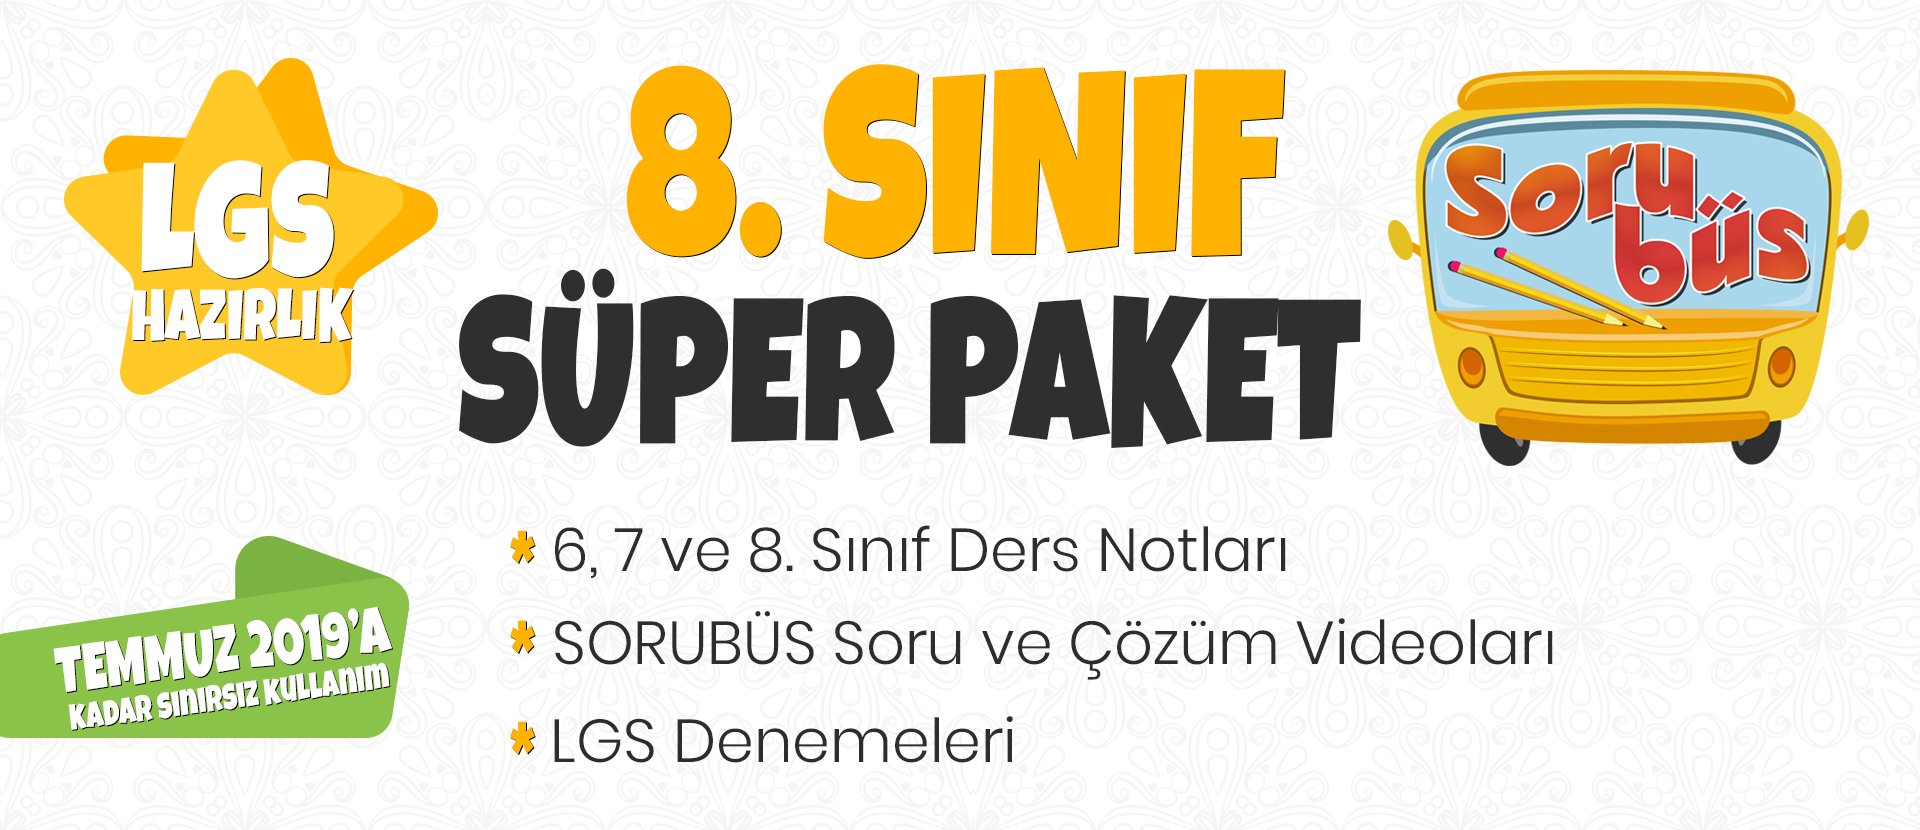 LGS
HAZIRLIK
8. SINIF
SÜPER PAKET
Soru
büs
TEMMUZ 2019'A
KADAR SINIRSIZ KULLANIM
* 6, 7 ve 8. Sınıf Ders Notları
* SORUBÜS Soru ve Çözüm Videoları
* LGS Denemeleri